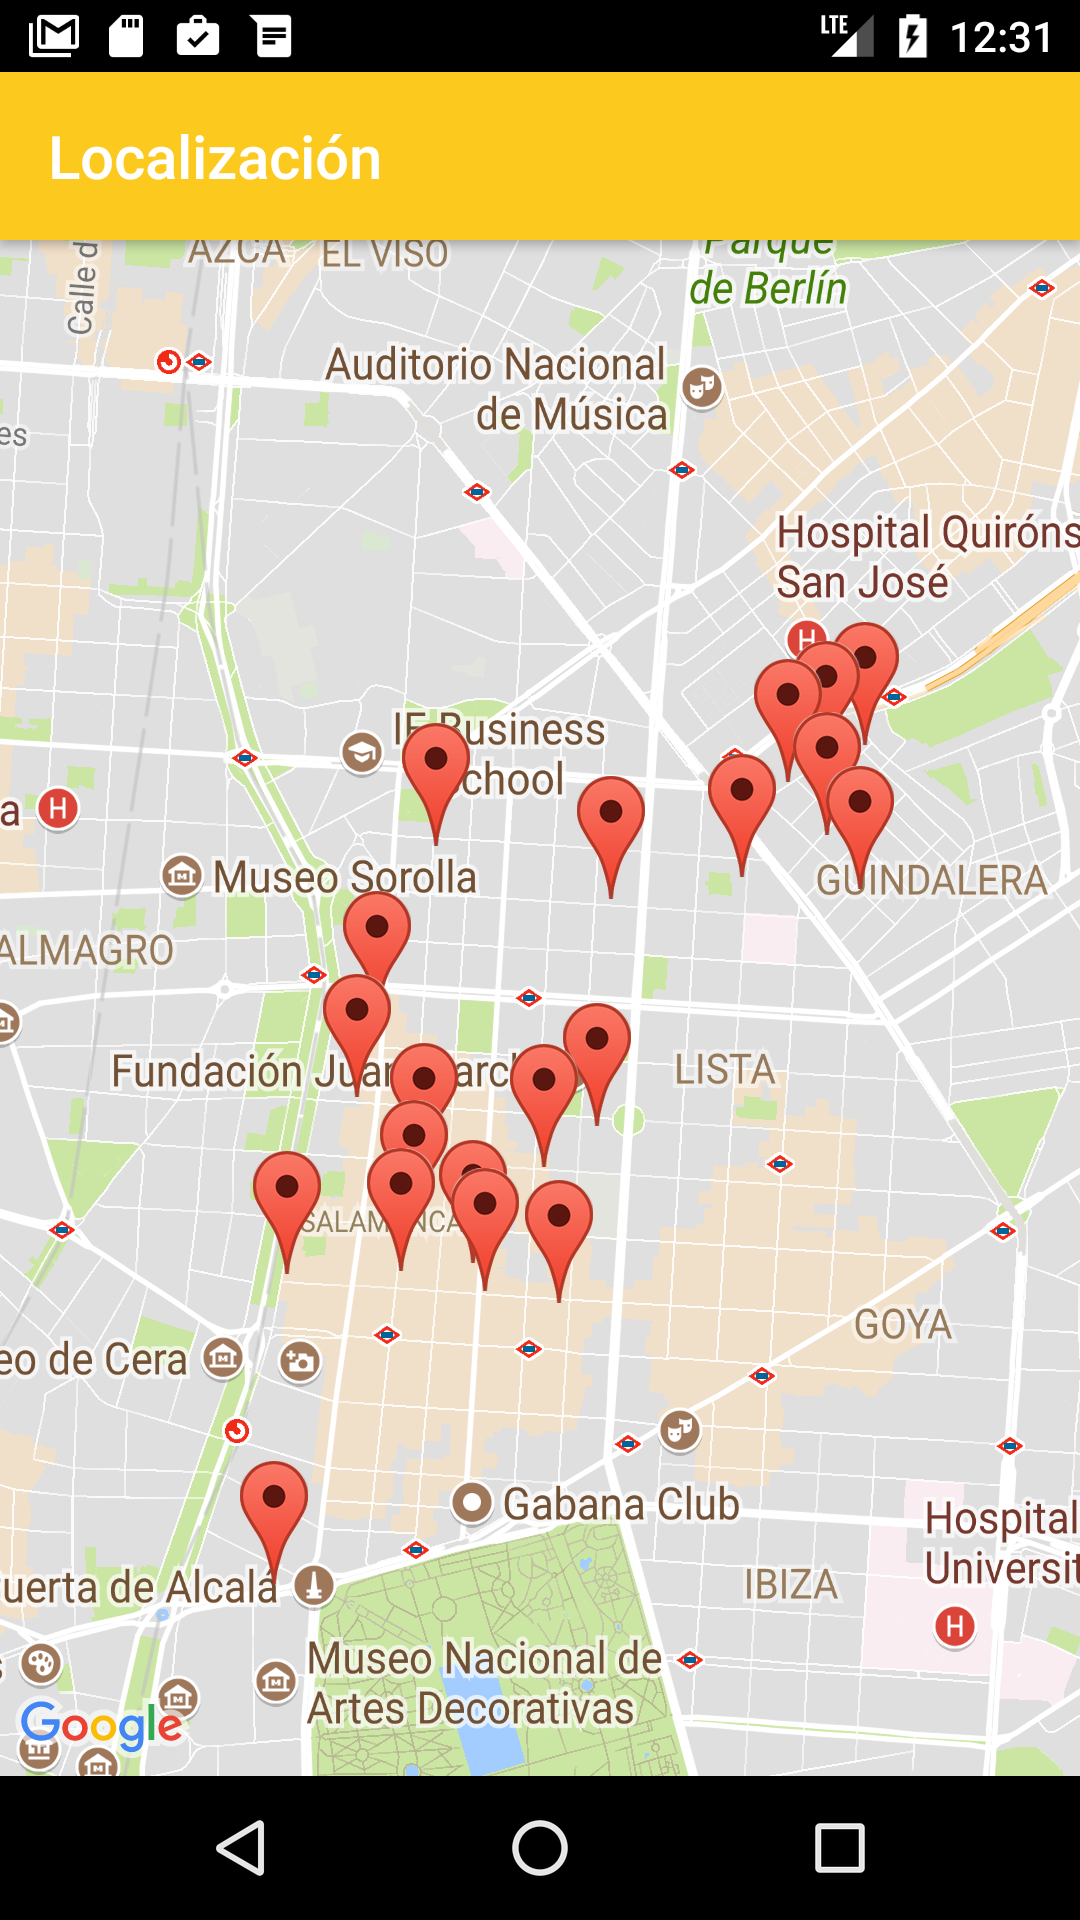 LTE 12:31
Localización
Calle d
AZCA
EL VISO
Parque
de Berlín
Auditorio Nacional
de Música
es
Hospital Quiróns
San José
H
IE Business
School
a H
Museo Sorolla
GUINDALERA
ALMAGRO
Fundación Juan March
LISTA
SALAMANCA
GOYA
eo de Cera
Gabana Club
Hospital
Universit
uerta de Alcalá
IBIZA
H
Museo Nacional de
Artes Decorativas
Google